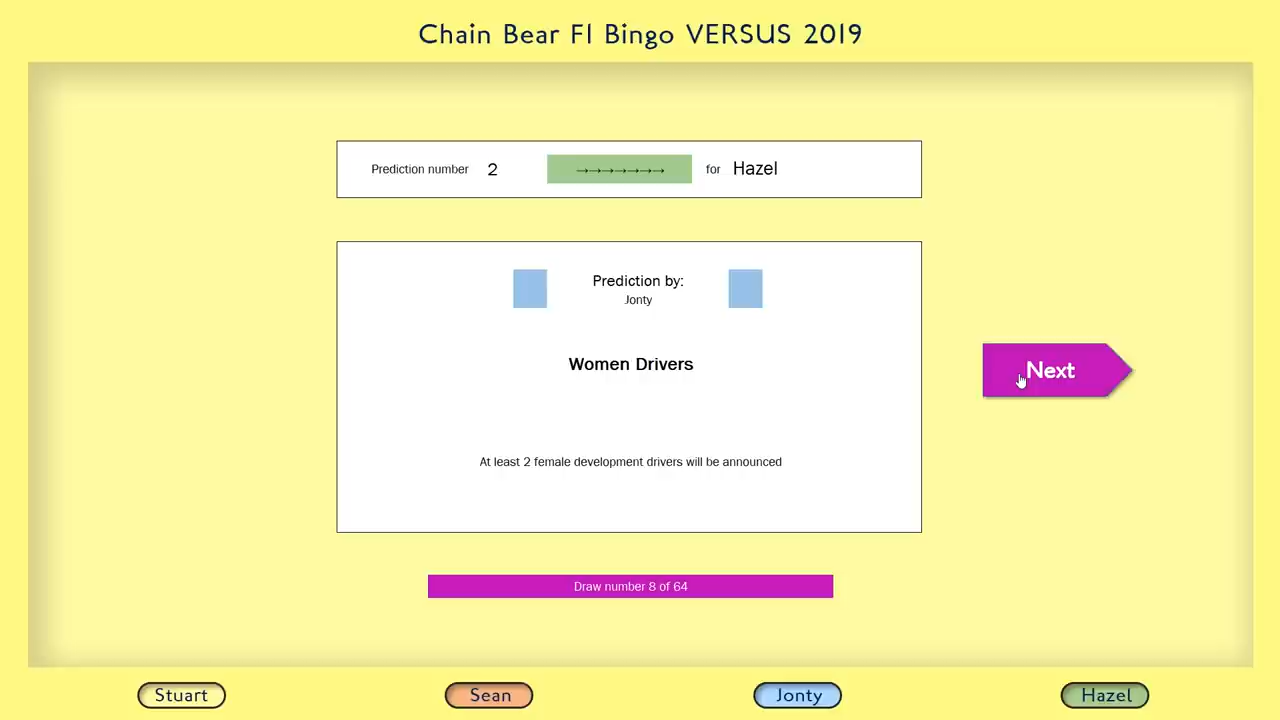 Chain Bear F1 Bingo VERSUS 2019
Prediction number 2 →→→→→→→ for Hazel
Prediction by:
Jonty
Women Drivers
Next
At least 2 female development drivers will be announced
Draw number 8 of 64
Stuart Sean Jonty Hazel